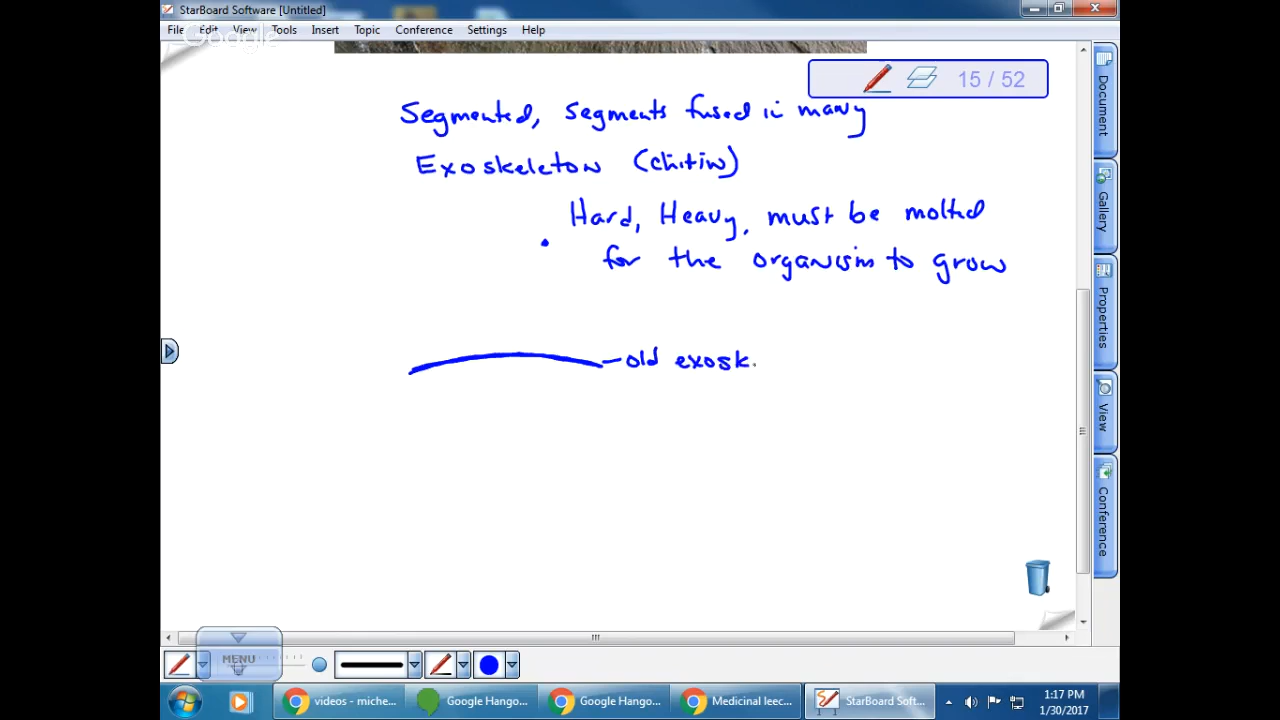 StarBoard Software [Untitled]
File Edit View Tools Insert Topic Conference Settings Help
Google
15 / 52
Segmented, segments fused in many
Exoskeleton (chitin)
Hard, Heavy, must be molted
for the organism to grow
old exosk.
Document
Gallery
Properties
View
Conference
MENU
videos - miche...
Google Hango...
Google Hango...
Medicinal leec...
StarBoard Soft...
1:17 PM
1/30/2017